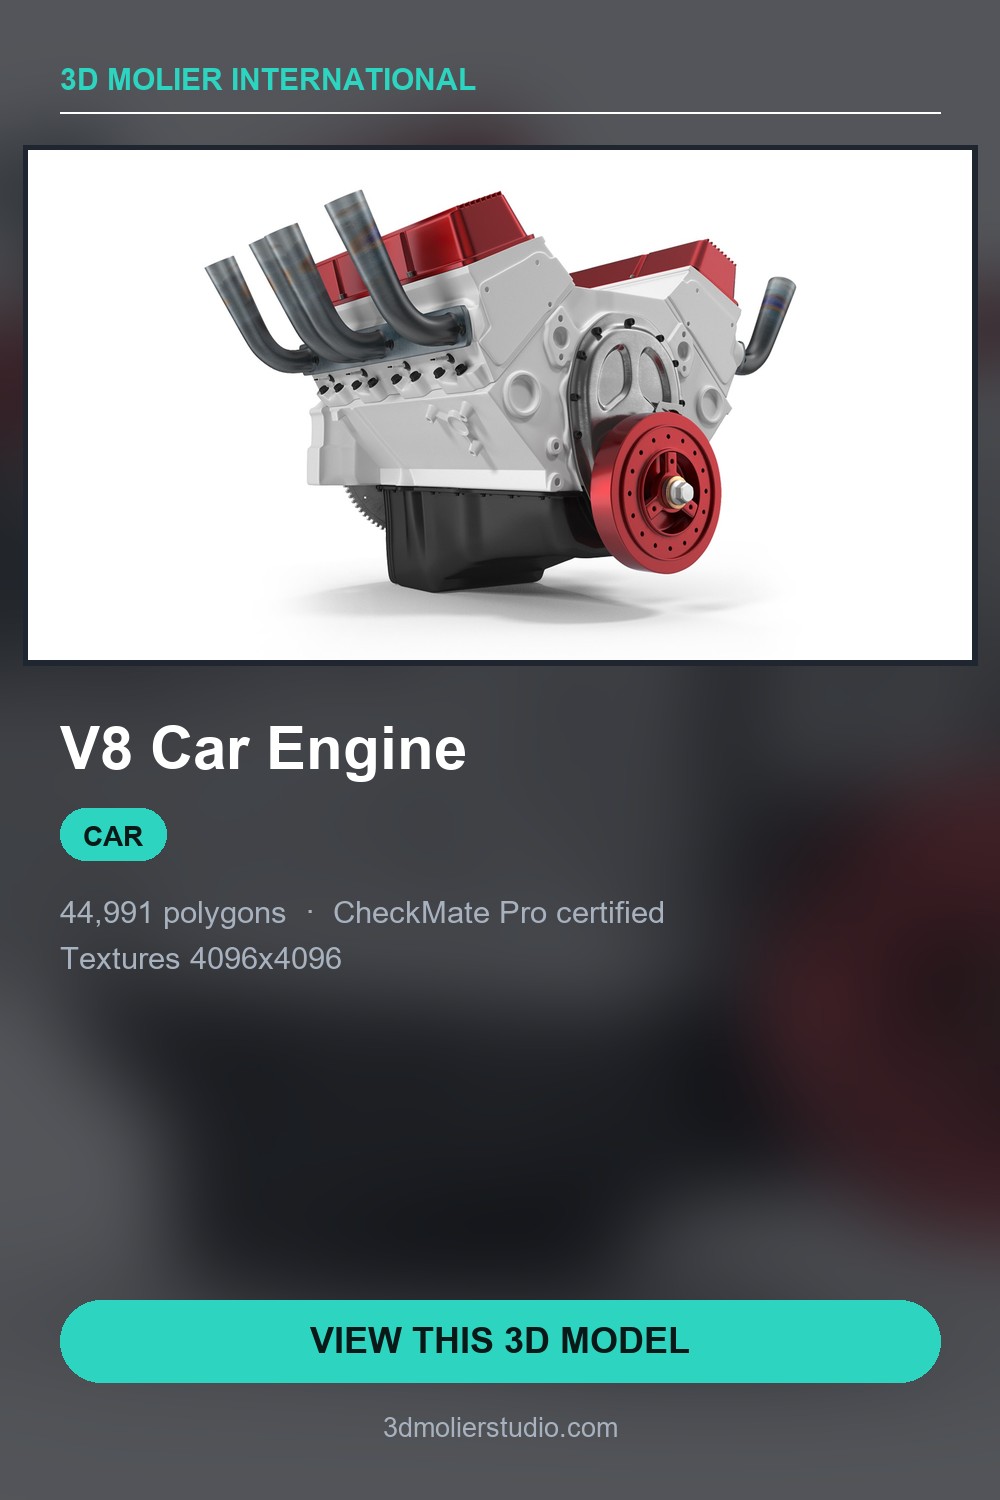 3D MOLIER INTERNATIONAL
V8 Car Engine
CAR
44,991 polygons · CheckMate Pro certified
Textures 4096x4096
VIEW THIS 3D MODEL
3dmolierstudio.com